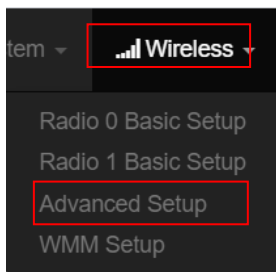 tem Wireless
Radio 0 Basic Setup
Radio 1 Basic Setup
Advanced Setup
WMM Setup